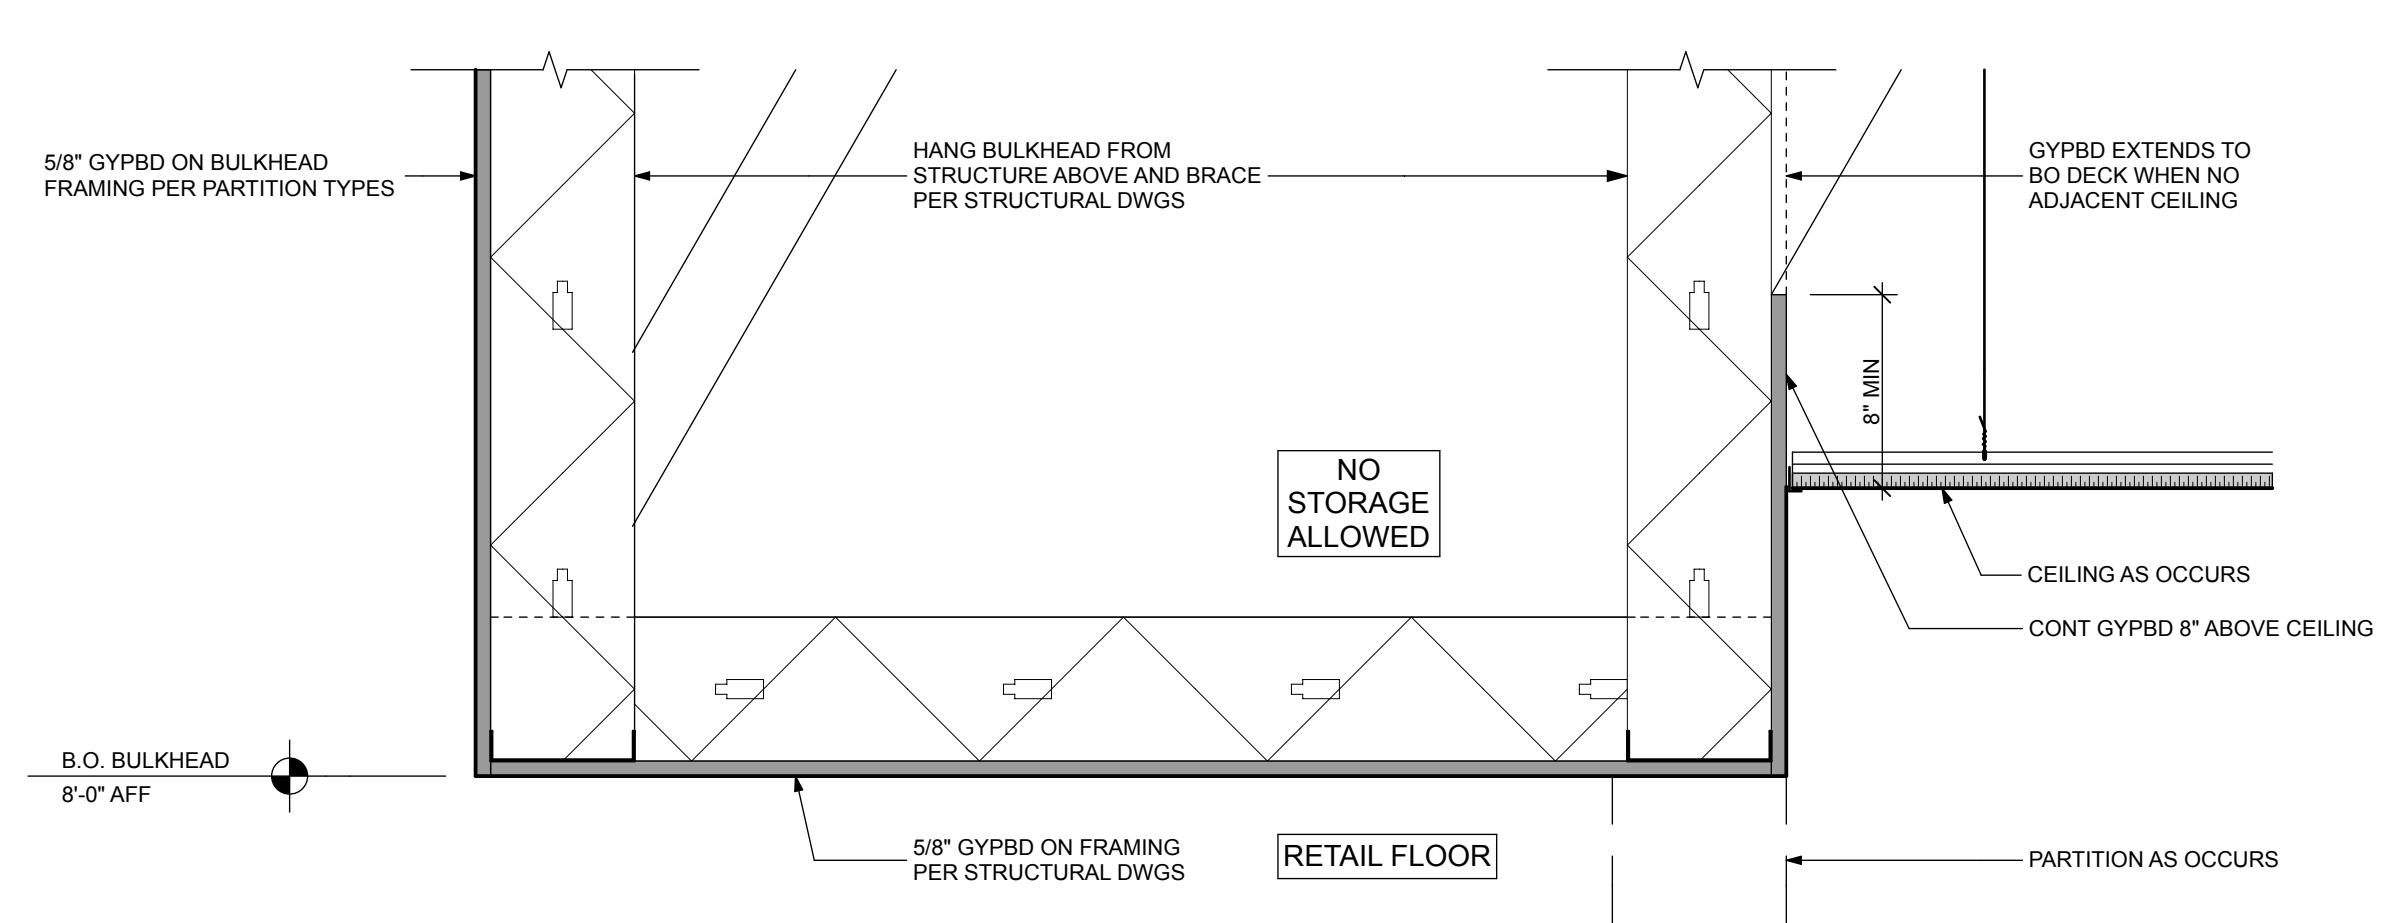 5/8" GYPBD ON BULKHEAD
FRAMING PER PARTITION TYPES
HANG BULKHEAD FROM
STRUCTURE ABOVE AND BRACE
PER STRUCTURAL DWGS
GYPBD EXTENDS TO
BO DECK WHEN NO
ADJACENT CEILING
8" MIN
NO
STORAGE
ALLOWED
CEILING AS OCCURS
CONT GYPBD 8" ABOVE CEILING
B.O. BULKHEAD
8'-0" AFF
5/8" GYPBD ON FRAMING
PER STRUCTURAL DWGS
RETAIL FLOOR
PARTITION AS OCCURS